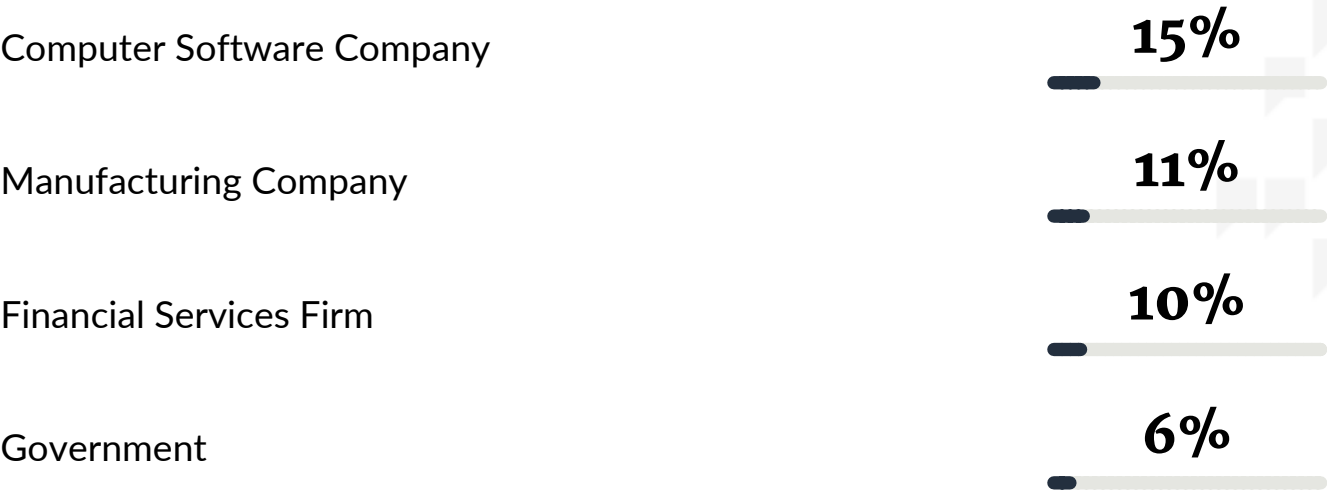 Computer Software Company 15%
Manufacturing Company 11%
Financial Services Firm 10%
Government 6%